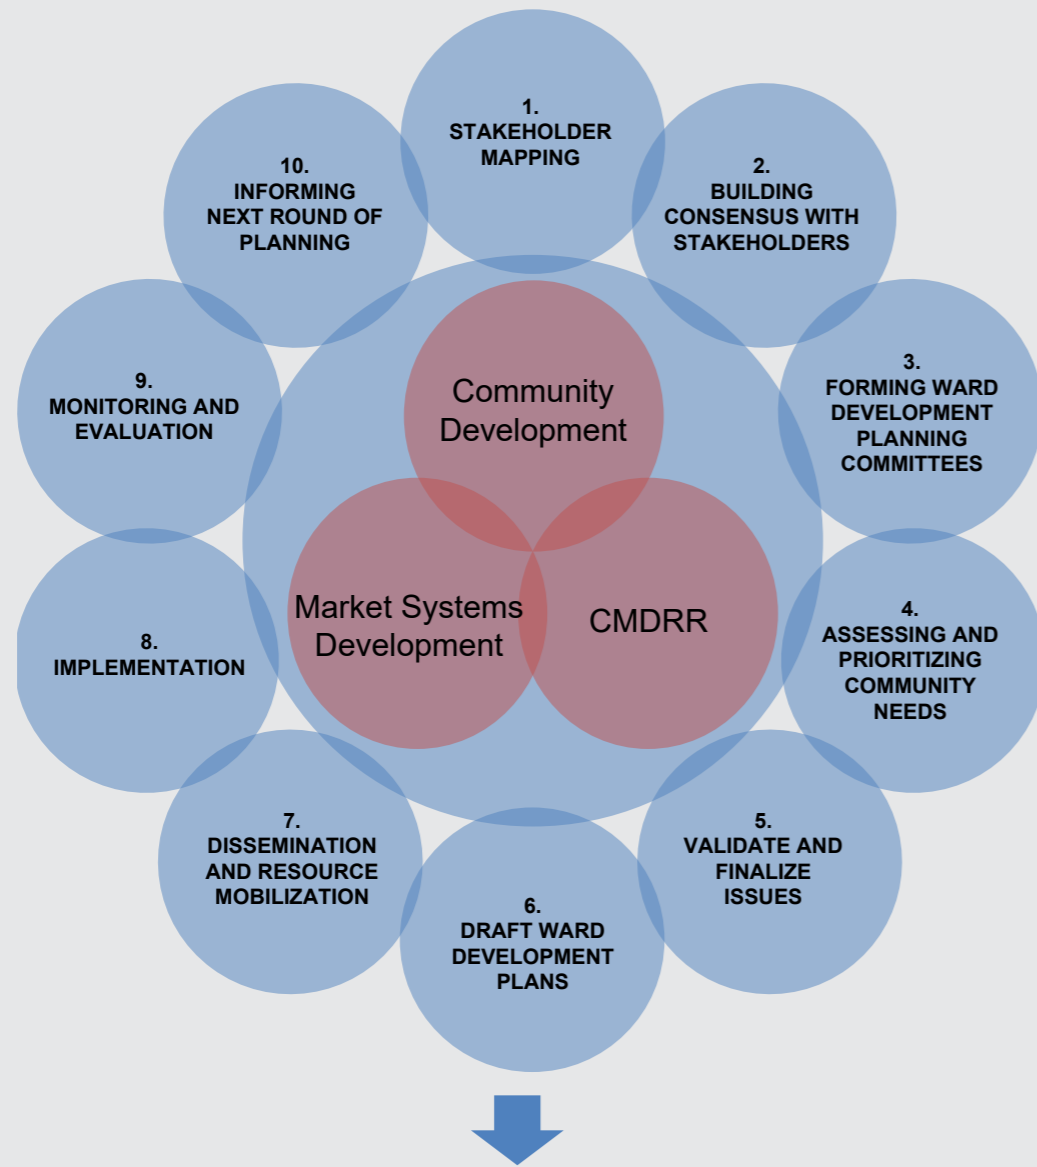 1.
STAKEHOLDER
MAPPING
2.
BUILDING
CONSENSUS WITH
STAKEHOLDERS
3.
FORMING WARD
DEVELOPMENT
PLANNING
COMMITTEES
4.
ASSESSING AND
PRIORITIZING
COMMUNITY
NEEDS
5.
VALIDATE AND
FINALIZE
ISSUES
6.
DRAFT WARD
DEVELOPMENT
PLANS
7.
DISSEMINATION
AND RESOURCE
MOBILIZATION
8.
IMPLEMENTATION
9.
MONITORING AND
EVALUATION
10.
INFORMING
NEXT ROUND OF
PLANNING
Community
Development
Market Systems
Development
CMDRR